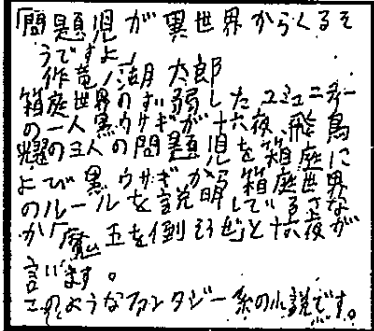 「問題児が異世界からくるそ
うですよ」
作竜ノ湖太郎
箱庭世界のず弱したコミュニティー
の一人黒ウサギが十六夜、飛鳥
耀の3人の問題児を箱庭に
よび黒ウサギが箱庭世界
のルールを説明しているさな
か「魔王を倒そうぜ」と十六夜が
言います。
このようなファンタジー系の小説です。